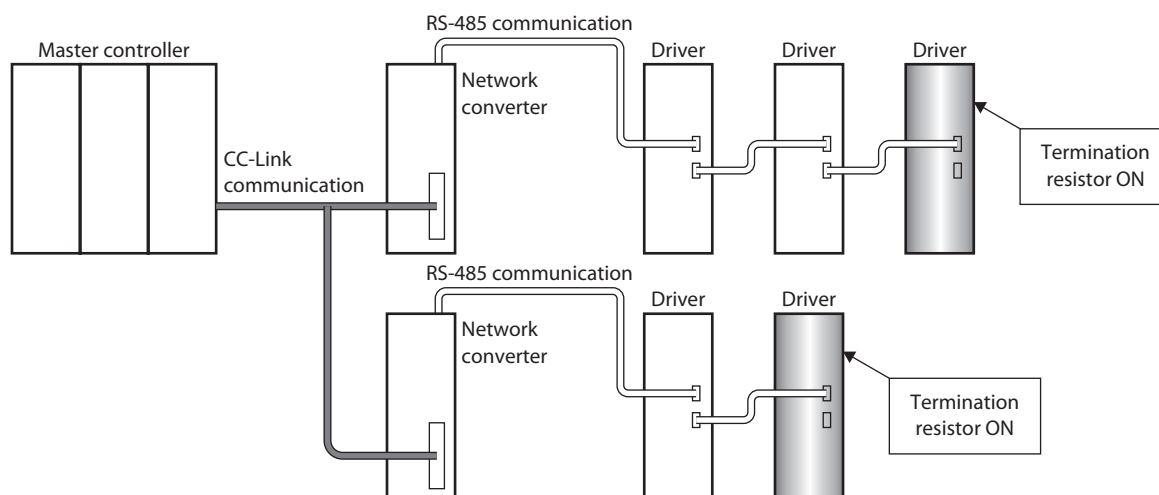 RS-485 communication
Master controller
Driver
Driver
Driver
Network
converter
CC-Link
communication
Termination
resistor ON
RS-485 communication
Driver
Driver
Network
converter
Termination
resistor ON